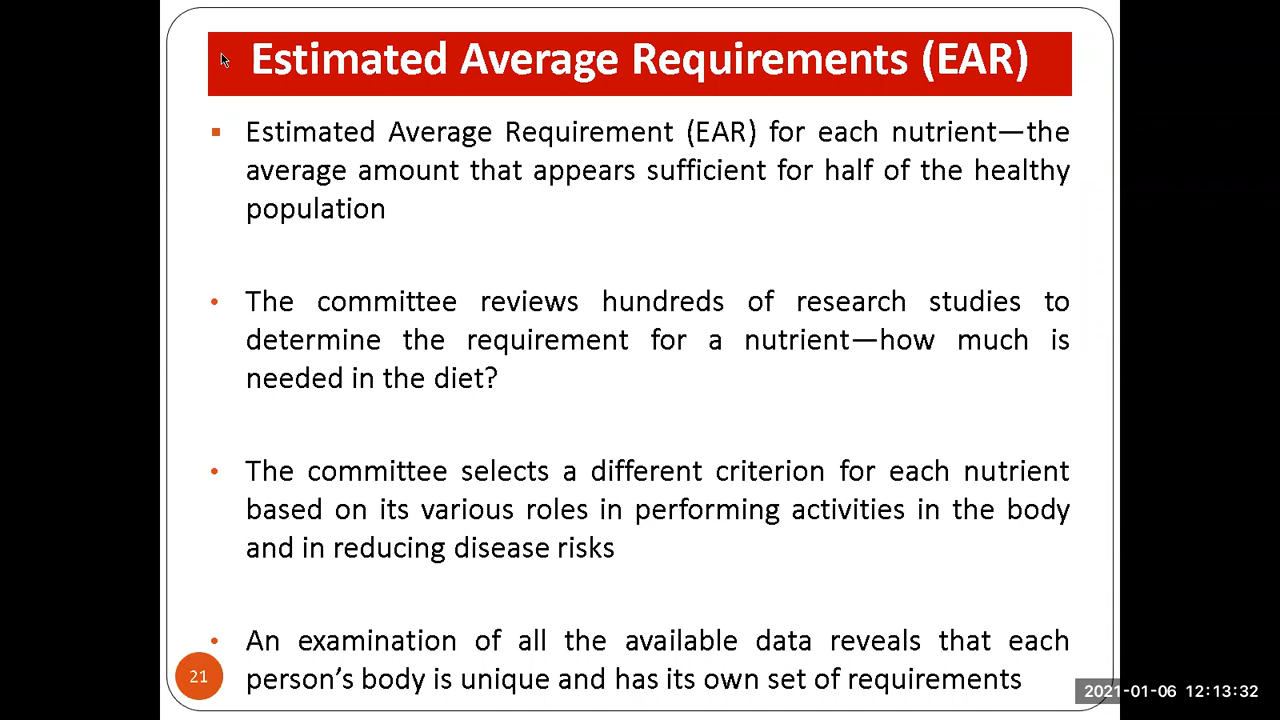 Estimated Average Requirements (EAR)
Estimated Average Requirement (EAR) for each nutrient—the
average amount that appears sufficient for half of the healthy
population
The committee reviews hundreds of research studies to
determine the requirement for a nutrient—how much is
needed in the diet?
The committee selects a different criterion for each nutrient
based on its various roles in performing activities in the body
and in reducing disease risks
An examination of all the available data reveals that each
person’s body is unique and has its own set of requirements
21
2021-01-06 12:13:32